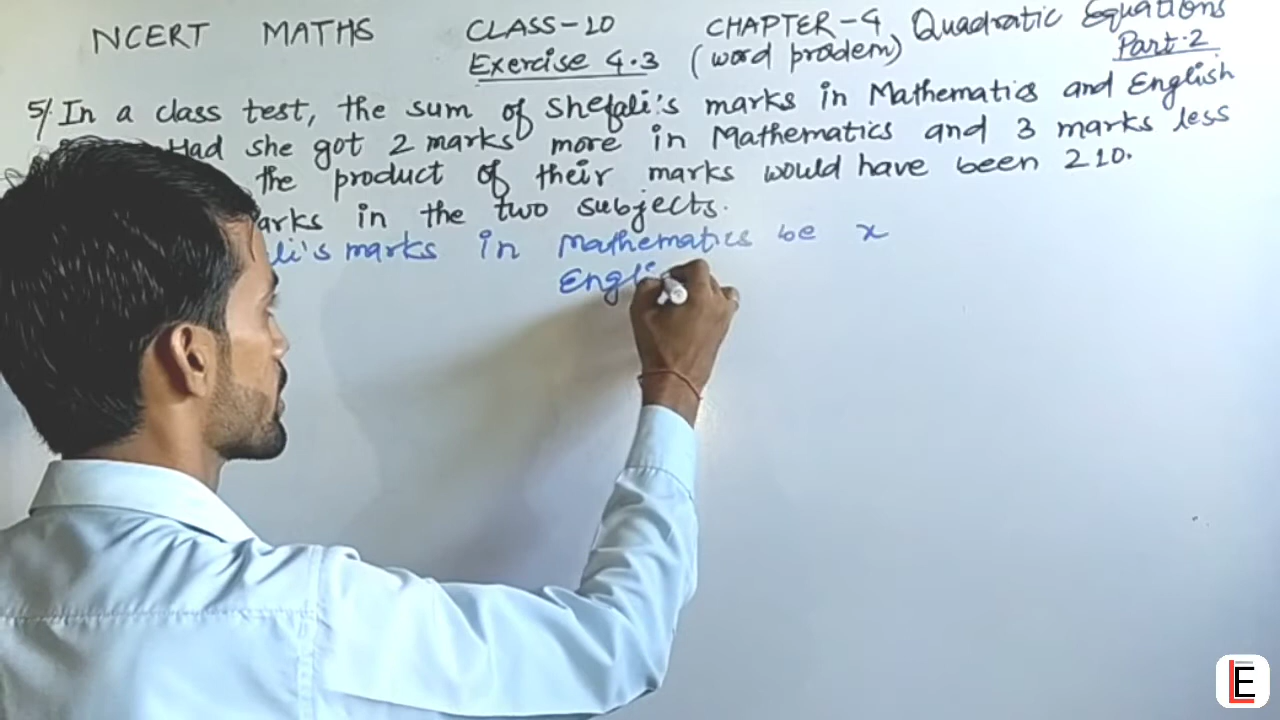 NCERT MATHS CLASS-10 CHAPTER-4 Quadratic Equations
Exercise 4.3 (word prodem) Part-2
5/. In a class test, the sum of Shefali's marks in Mathematics and English
Had she got 2 marks more in Mathematics and 3 marks less
the product of their marks would have been 210.
arks in the two subjects.
li's marks in Mathematics be x
Engli
LE